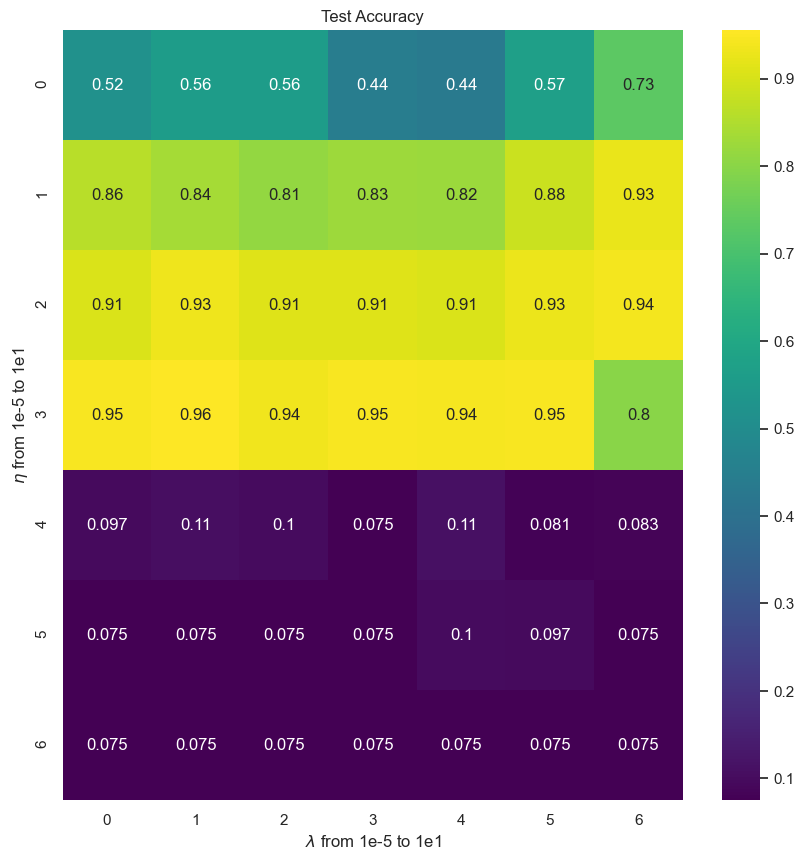 Test Accuracy
0 0.52 0.56 0.56 0.44 0.44 0.57 0.73
1 0.86 0.84 0.81 0.83 0.82 0.88 0.93
2 0.91 0.93 0.91 0.91 0.91 0.93 0.94
3 0.95 0.96 0.94 0.95 0.94 0.95 0.8
4 0.097 0.11 0.1 0.075 0.11 0.081 0.083
5 0.075 0.075 0.075 0.075 0.1 0.097 0.075
6 0.075 0.075 0.075 0.075 0.075 0.075 0.075
0 1 2 3 4 5 6
λ from 1e-5 to 1e1
η from 1e-5 to 1e1
0.9
0.8
0.7
0.6
0.5
0.4
0.3
0.2
0.1